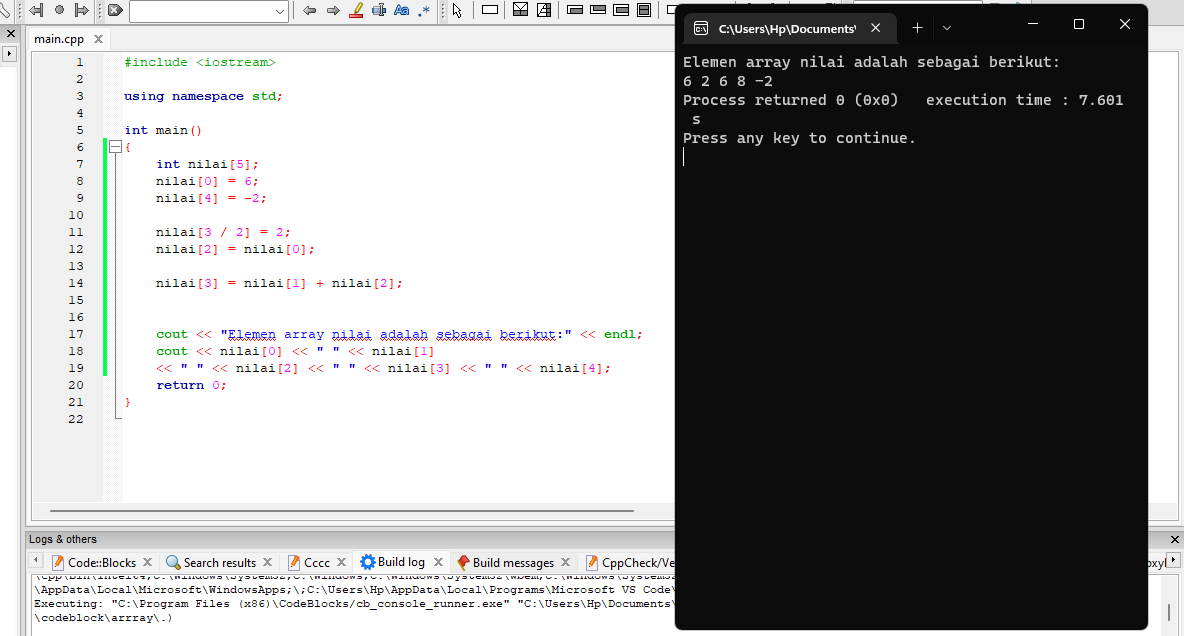 main.cpp
1 #include <iostream>
2
3 using namespace std;
4
5 int main()
6 {
7 int nilai[5];
8 nilai[0] = 6;
9 nilai[4] = -2;
10
11 nilai[3 / 2] = 2;
12 nilai[2] = nilai[0];
13
14 nilai[3] = nilai[1] + nilai[2];
15
16
17 cout << "Elemen array nilai adalah sebagai berikut:" << endl;
18 cout << nilai[0] << " " << nilai[1]
19 << " " << nilai[2] << " " << nilai[3] << " " << nilai[4];
20 return 0;
21 }
22
C:\Users\Hp\Documents\
Elemen array nilai adalah sebagai berikut:
6 2 6 8 -2
Process returned 0 (0x0) execution time : 7.601
s
Press any key to continue.
Logs & others
Code::Blocks Search results Cccc Build log Build messages CppCheck/Ve
\AppData\Local\Microsoft\WindowsApps;\;C:\Users\Hp\AppData\Local\Programs\Microsoft VS Code\
Executing: "C:\Program Files (x86)\CodeBlocks/cb_console_runner.exe" "C:\Users\Hp\Documents\
\codeblock\arrray\.)